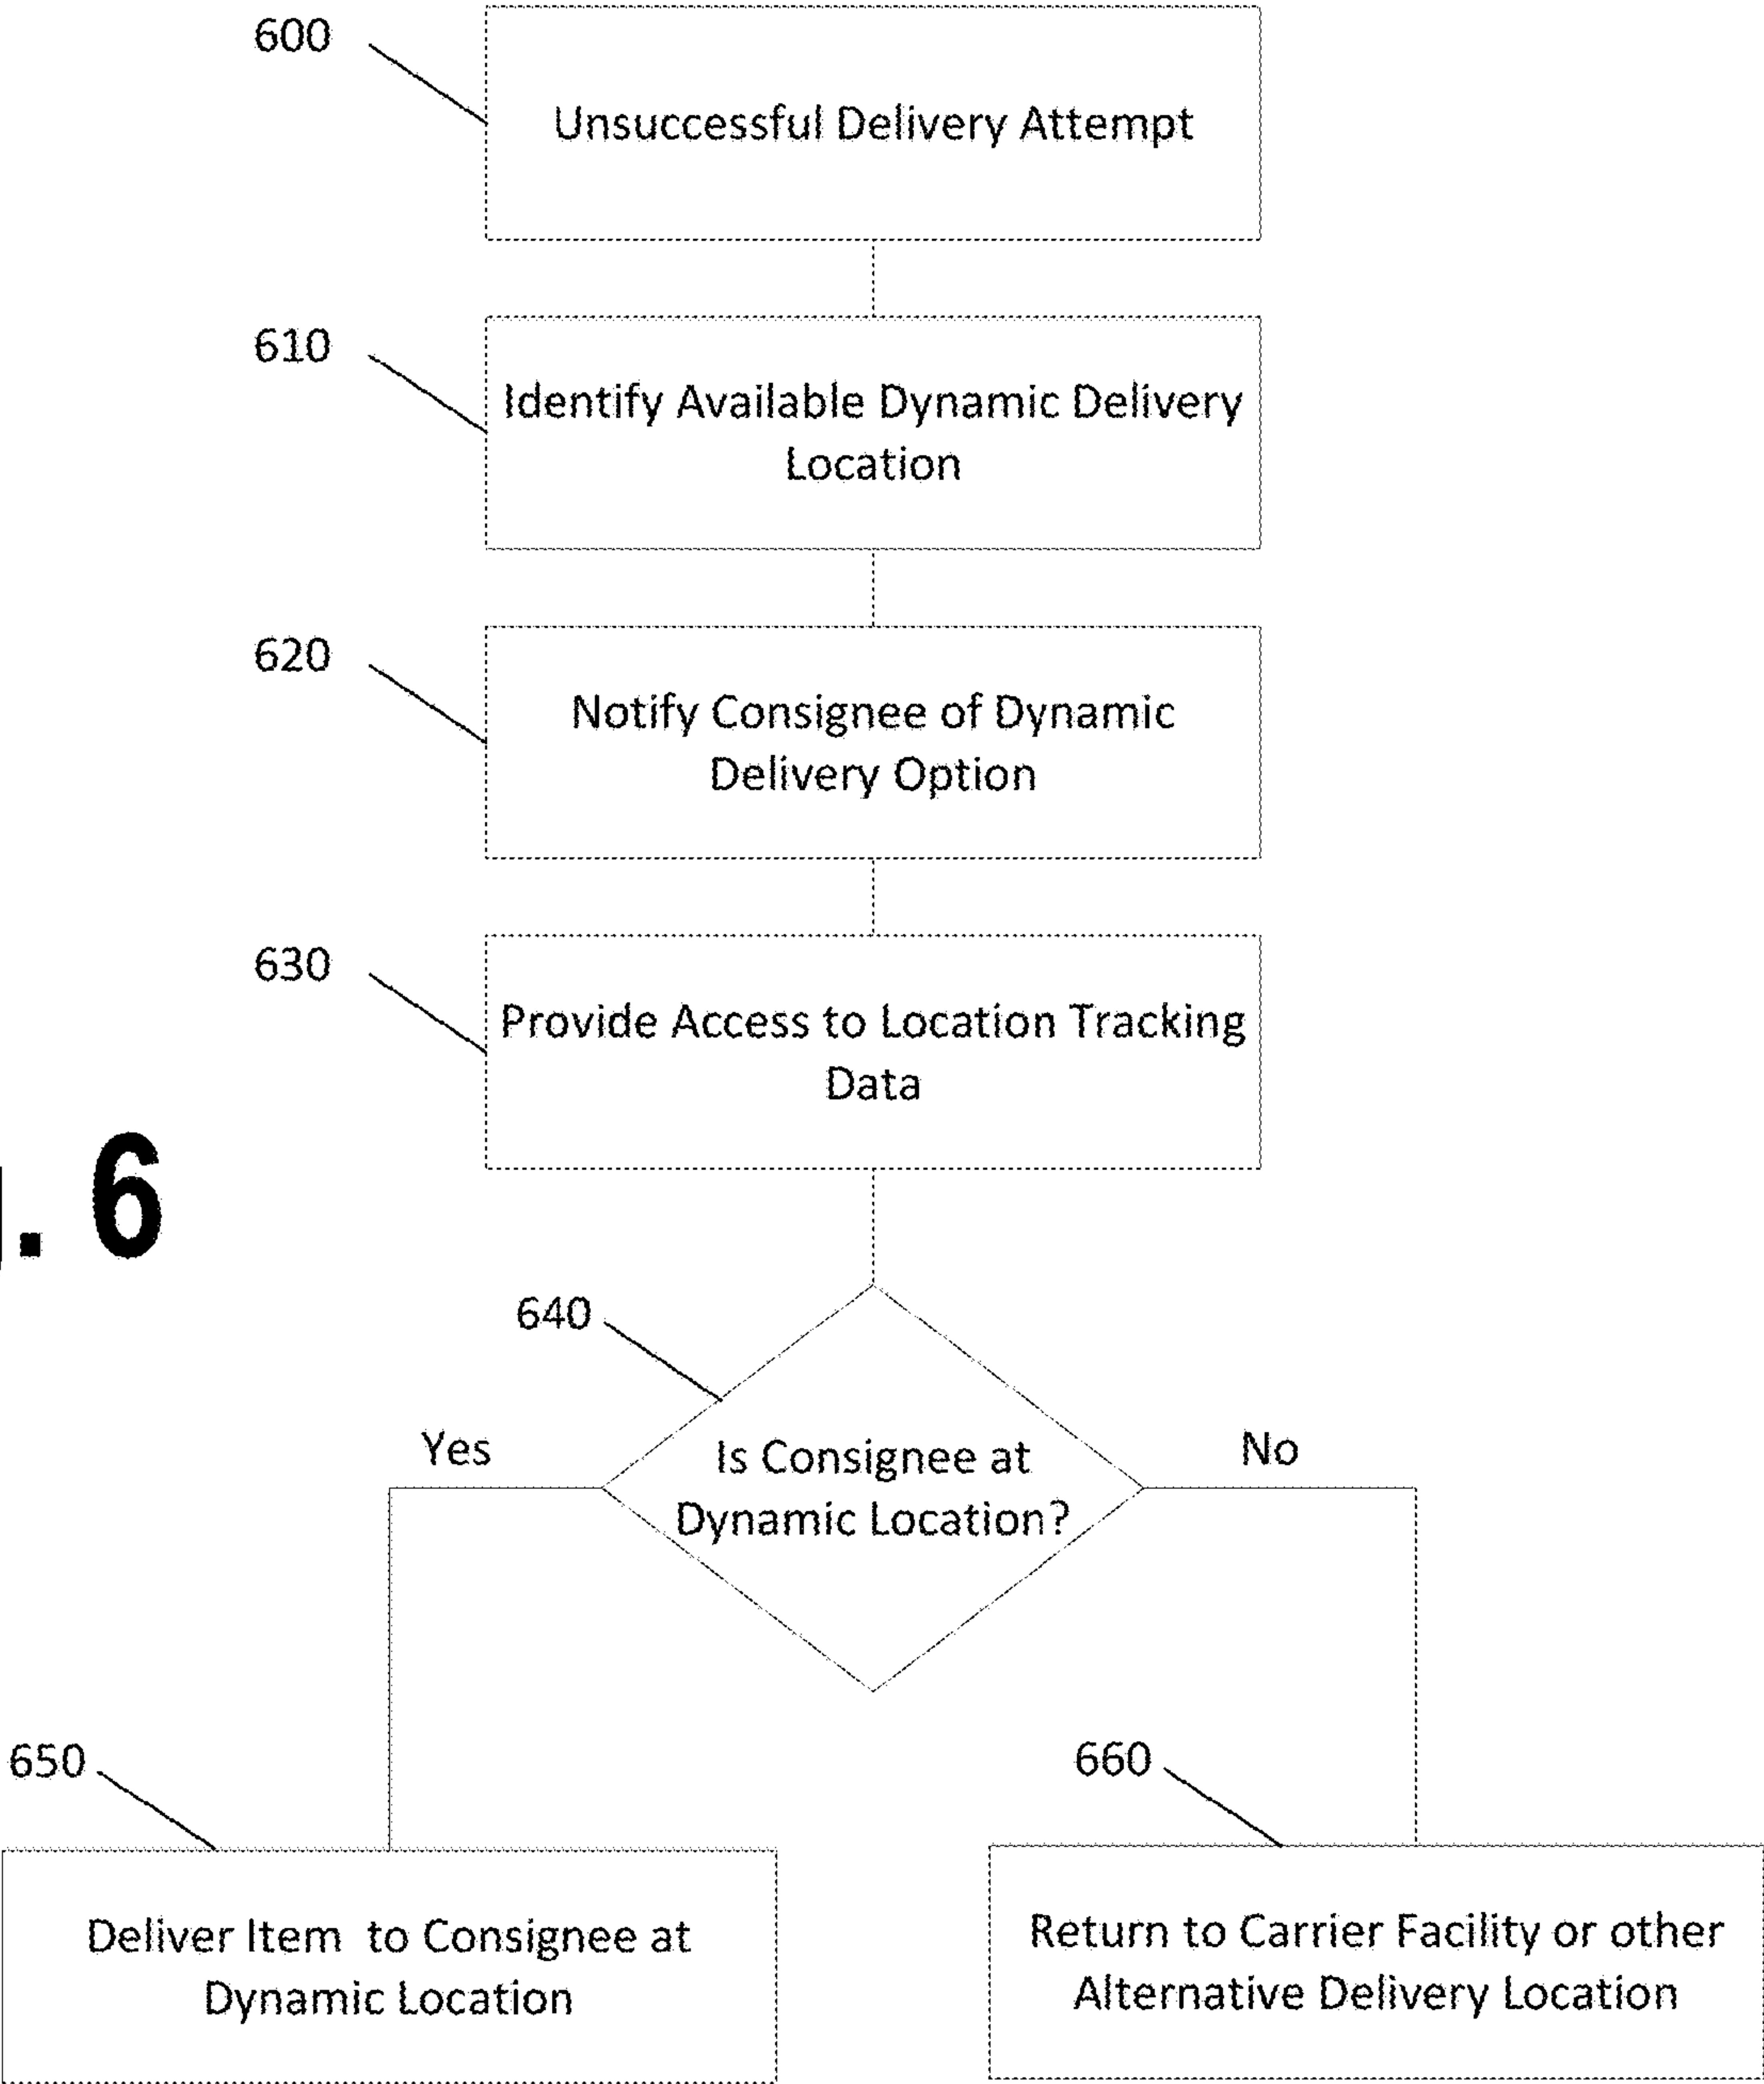 600
Unsuccessful Delivery Attempt
610
Identify Available Dynamic Delivery
Location
620
Notify Consignee of Dynamic
Delivery Option
630
Provide Access to Location Tracking
Data
. 6
640
Yes
Is Consignee at
Dynamic Location?
No
650
660
Deliver Item to Consignee at
Dynamic Location
Return to Carrier Facility or other
Alternative Delivery Location